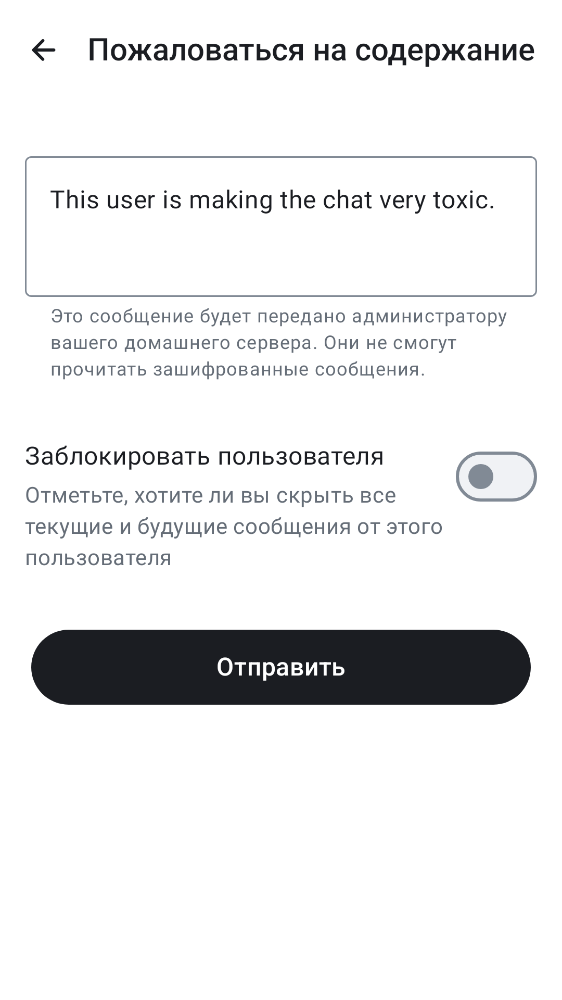 Пожаловаться на содержание
This user is making the chat very toxic.
Это сообщение будет передано администратору
вашего домашнего сервера. Они не смогут
прочитать зашифрованные сообщения.
Заблокировать пользователя
Отметьте, хотите ли вы скрыть все
текущие и будущие сообщения от этого
пользователя
Отправить